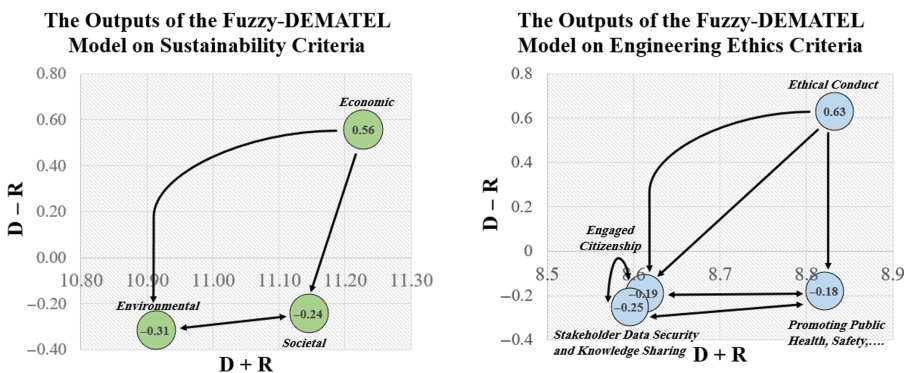 The Outputs of the Fuzzy-DEMATEL
Model on Sustainability Criteria
0.80
0.60
0.40
0.20
0.00
-0.20
-0.40
D – R
10.80
10.90
11.00
11.10
11.20
11.30
D + R
Economic
0.56
Environmental
-0.31
-0.24
Societal
The Outputs of the Fuzzy-DEMATEL
Model on Engineering Ethics Criteria
0.8
0.6
0.4
0.2
0
-0.2
-0.4
D – R
8.5
8.6
8.7
8.8
8.9
D + R
Ethical Conduct
0.63
Engaged
Citizenship
-0.19
-0.25
-0.18
Stakeholder Data Security
and Knowledge Sharing
Promoting Public
Health, Safety,....